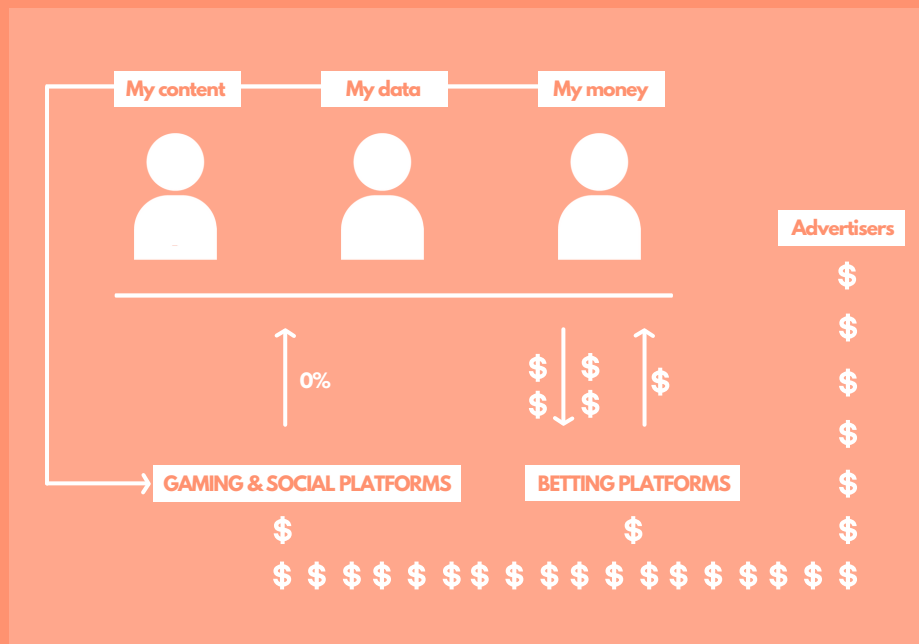 My content
My data
My money
Advertisers
$
$
0%
$ $
$
$
$ $
$
GAMING & SOCIAL PLATFORMS
BETTING PLATFORMS
$
$ $ $
$ $ $ $ $ $ $ $ $ $ $ $ $ $ $ $ $ $